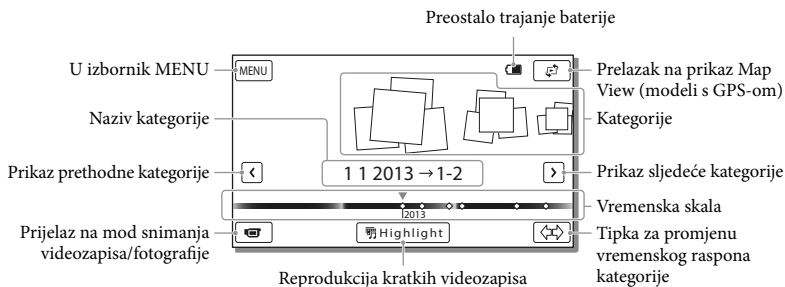 Preostalo trajanje baterije
U izbornik MENU
MENU
Prelazak na prikaz Map
View (modeli s GPS-om)
Naziv kategorije
Kategorije
Prikaz prethodne kategorije
1 1 2013 →1-2
Prikaz sljedeće kategorije
2013
Vremenska skala
Prijelaz na mod snimanja
videozapisa/fotografije
Highlight
Tipka za promjenu
vremenskog raspona
kategorije
Reprodukcija kratkih videozapisa